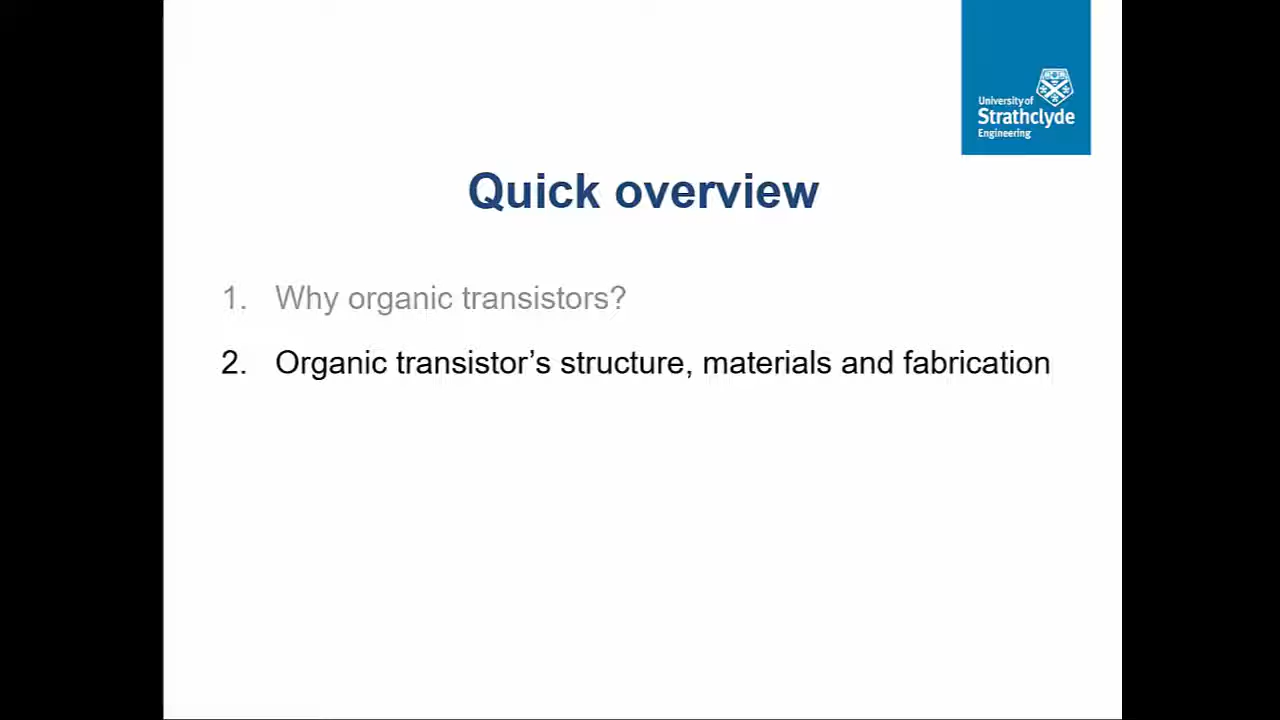 University of
Strathclyde
Engineering
Quick overview
1. Why organic transistors?
2. Organic transistor’s structure, materials and fabrication